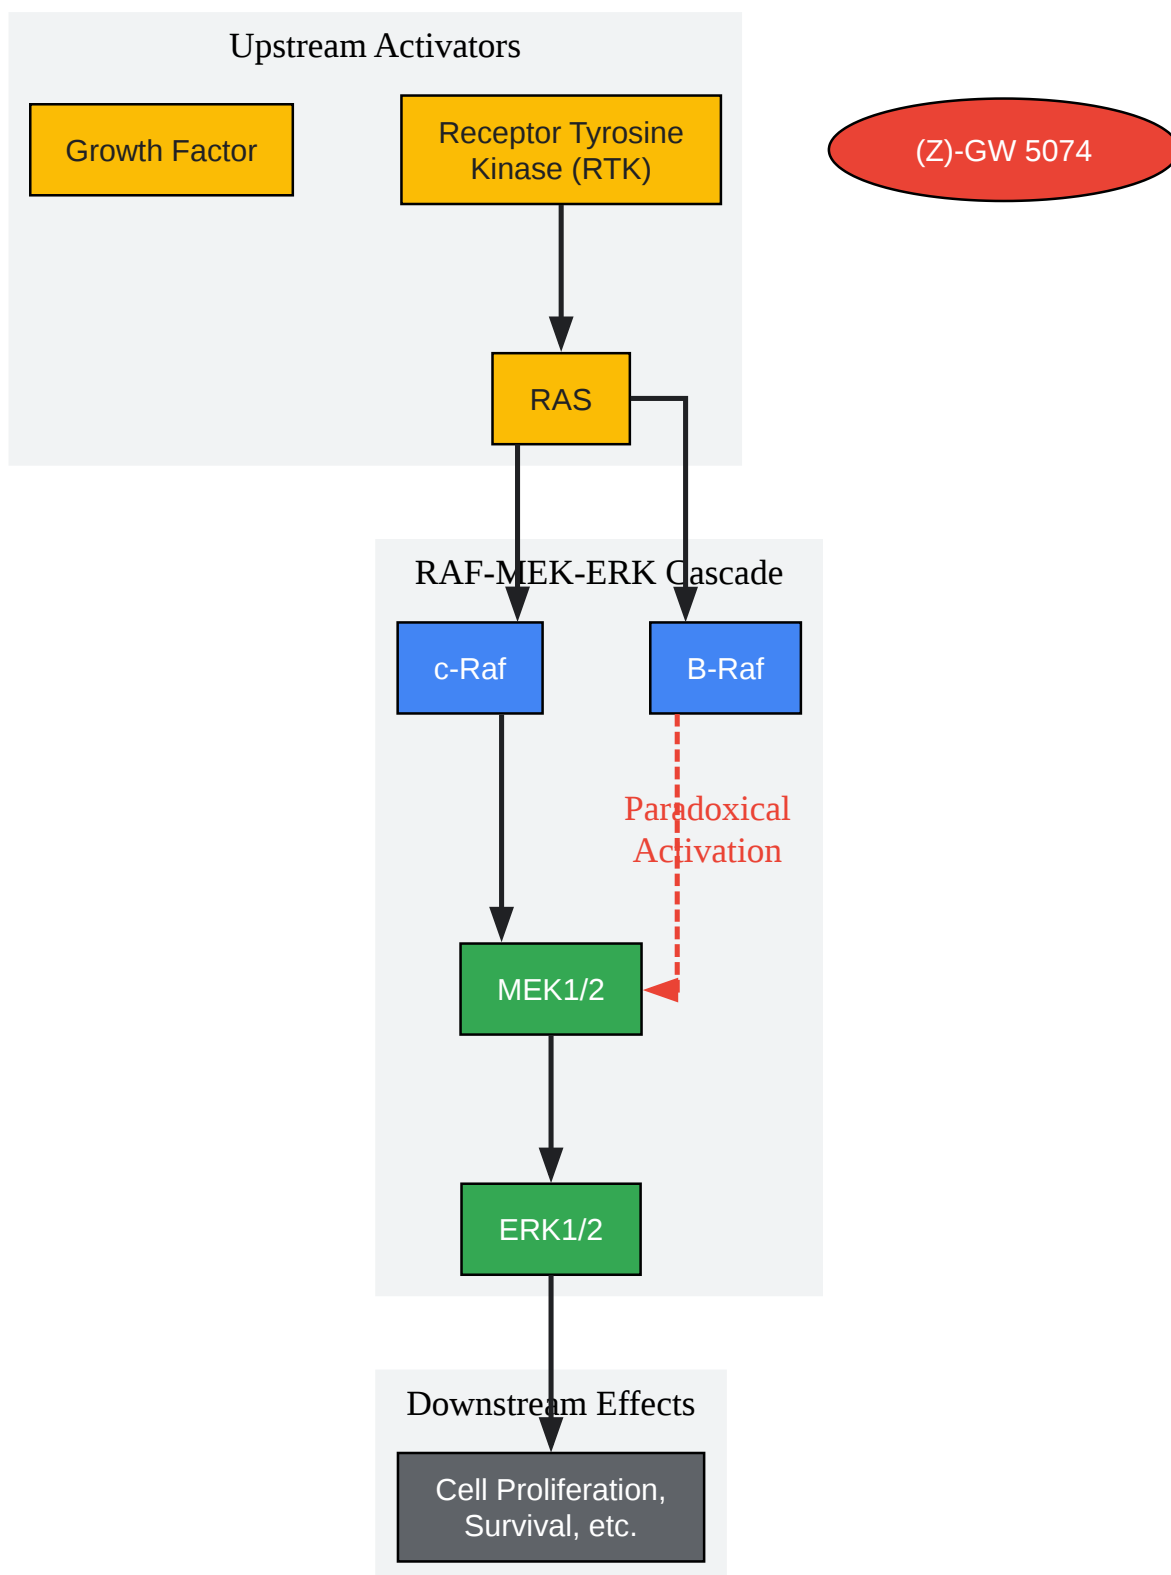 Upstream Activators
Growth Factor
Receptor Tyrosine
Kinase (RTK)
(Z)-GW 5074
RAS
RAF-MEK-ERK Cascade
c-Raf
B-Raf
Paradoxical
Activation
MEK1/2
ERK1/2
Downstream Effects
Cell Proliferation,
Survival, etc.